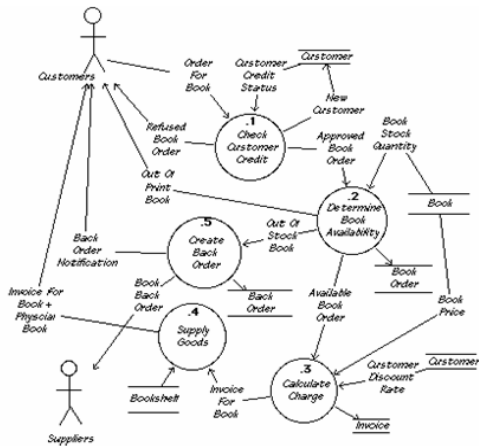 Customers
Order
For
Book
Customer
Credit
Status
Customer
New
Customer
Refused
Book
Order
.1
Check
Customer
Credit
Approved
Book
Order
Book
Stock
Quantity
Out Of
Print
Book
.2
Determine
Book
Availability
Book
Out Of
Stock
Book
.5
Create
Back
Order
Back
Order
Notification
Book
Order
Book
Back
Order
Back
Order
Available
Book
Order
Book
Price
Invoice For
Book +
Physcial
Book
.4
Supply
Goods
Customer
Customer
Discount
Rate
.3
Calculate
Charge
Invoice
For
Book
Bookshelf
Invoice
Suppliers